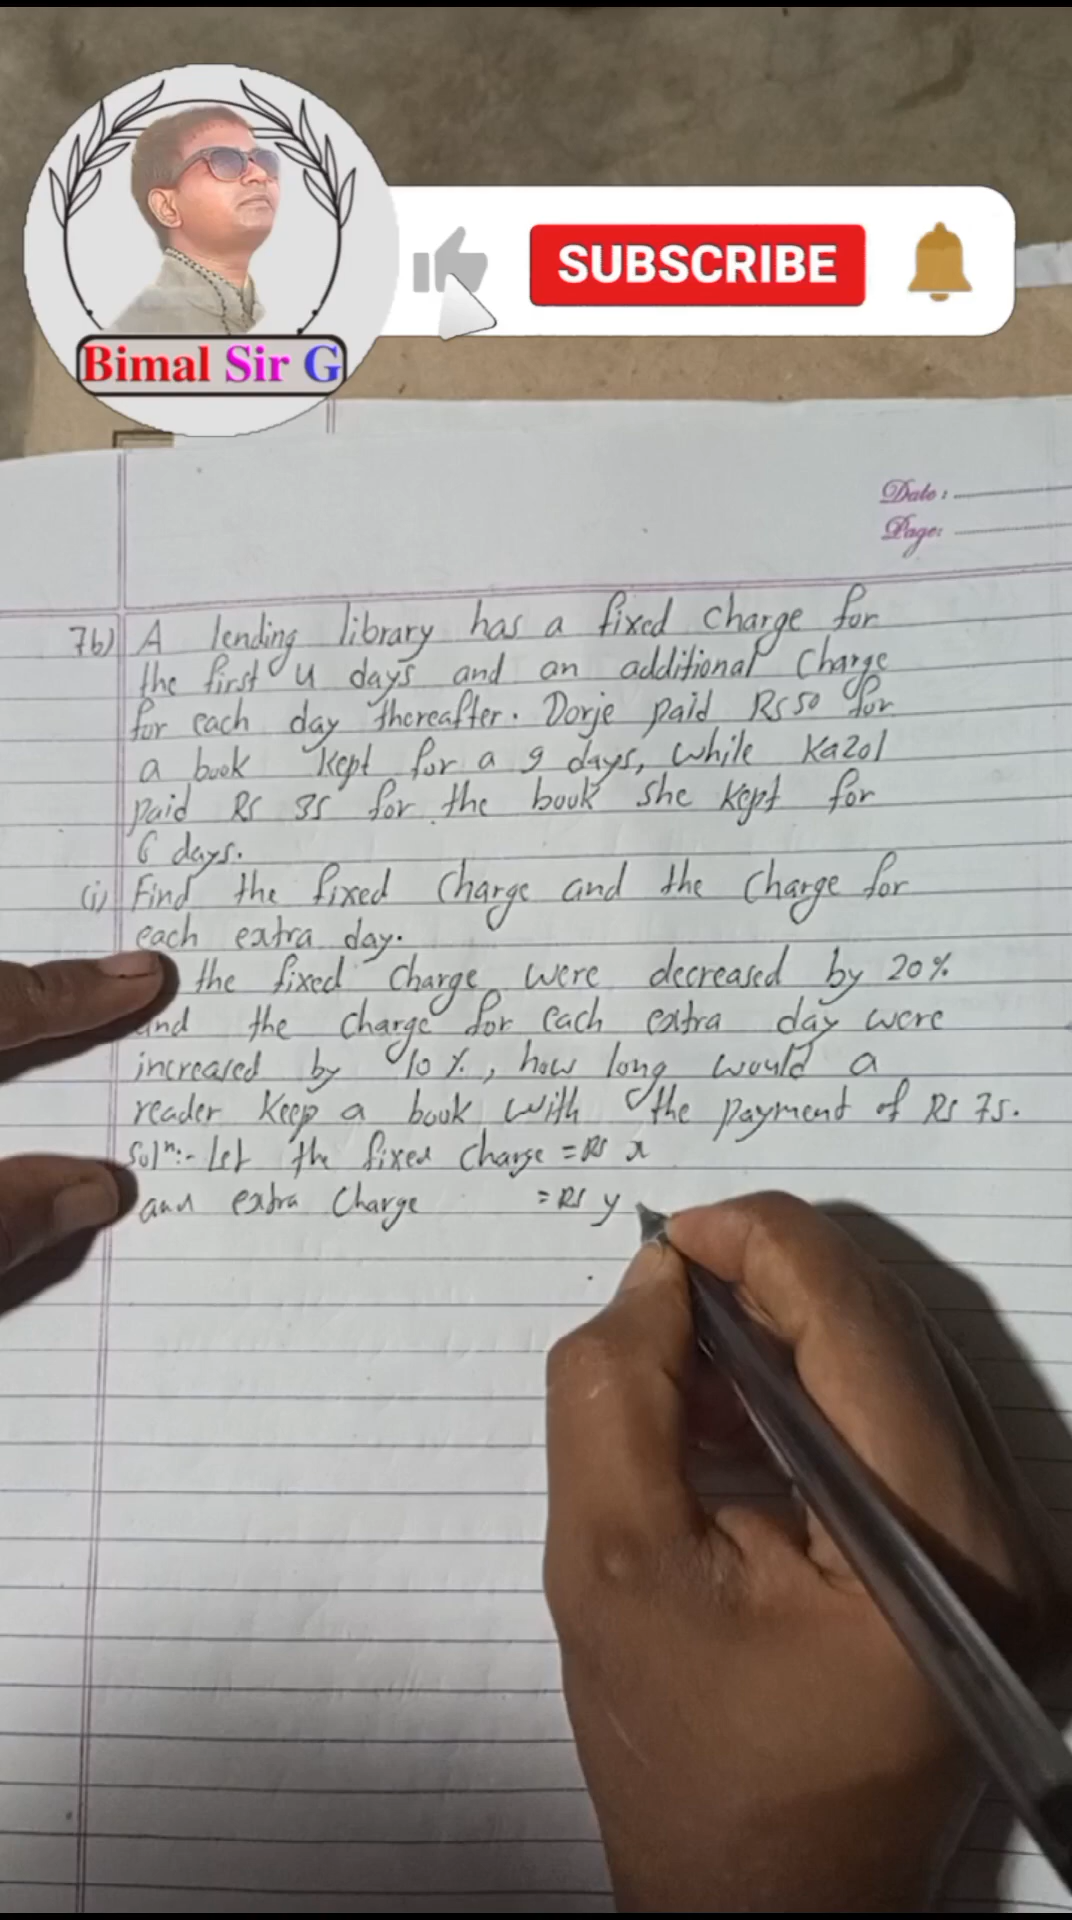 Bimal Sir G
SUBSCRIBE
Date:
Page:
7b) A lending library has a fixed charge for
the first 4 days and an additional charge
for each day thereafter. Dorje paid Rs 50 for
a book kept for a 9 days, while Kazol
paid Rs 35 for the book she kept for
6 days.
(i) Find the fixed charge and the charge for
each extra day.
the fixed charge were decreased by 20%
and the charge for each extra day were
increased by 10%, how long would a
reader keep a book with the payment of Rs 75.
Solⁿ:- Let the fixed charge = Rs x
and extra charge = Rs y